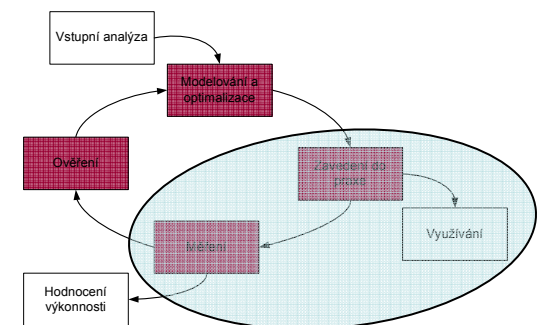 Vstupní analýza
Modelování a
optimalizace
Ověření
Zavedení do
praxe
Využívání
Měření
Hodnocení
výkonnosti